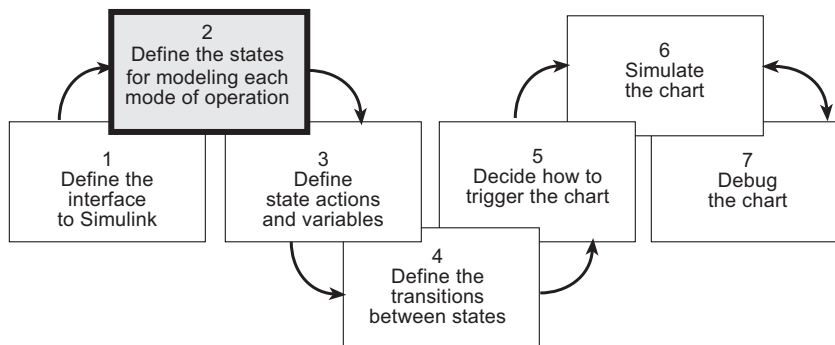 1
Define the
interface
to Simulink
2
Define the states
for modeling each
mode of operation
3
Define
state actions
and variables
4
Define the
transitions
between states
5
Decide how to
trigger the chart
6
Simulate
the chart
7
Debug
the chart